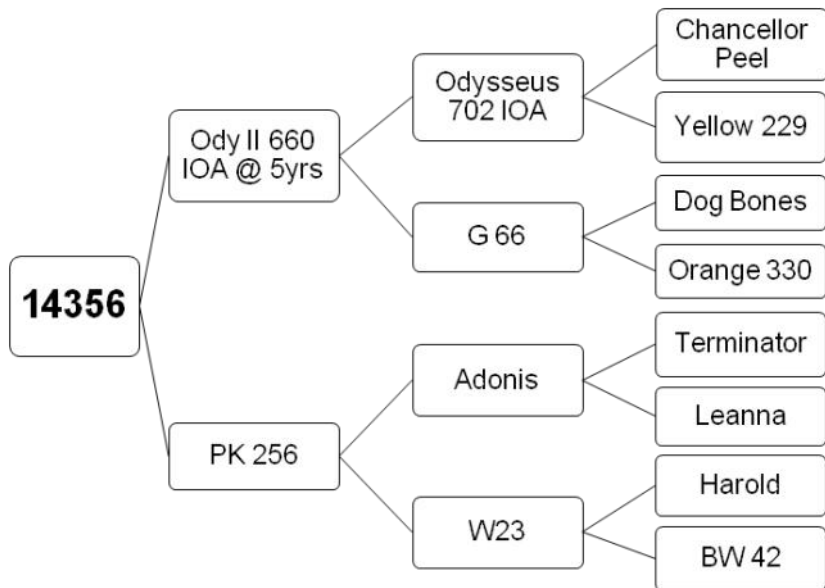 Chancellor
Peel
Odysseus
702 IOA
Yellow 229
Ody II 660
IOA @ 5yrs
Dog Bones
G 66
Orange 330
14356
Terminator
Adonis
Leanna
PK 256
Harold
W23
BW 42